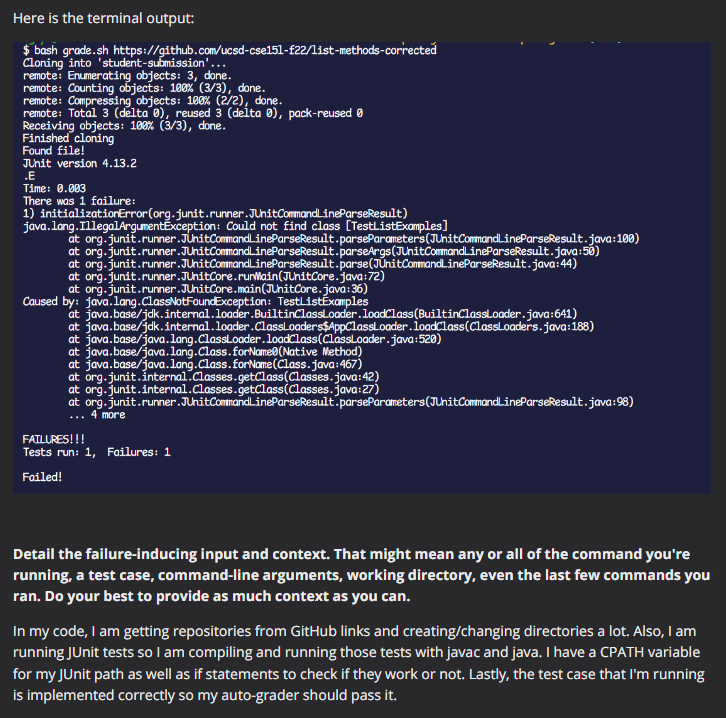 Here is the terminal output:
$ bash grade.sh https://github.com/ucsd-cse15l-f22/list-methods-corrected
Cloning into 'student-submission'...
remote: Enumerating objects: 3, done.
remote: Counting objects: 100% (3/3), done.
remote: Compressing objects: 100% (2/2), done.
remote: Total 3 (delta 0), reused 3 (delta 0), pack-reused 0
Receiving objects: 100% (3/3), done.
Finished cloning
Found file!
JUnit version 4.13.2
.E
Time: 0.003
There was 1 failure:
1) initializationError(org.junit.runner.JUnitCommandLineParseResult)
java.lang.IllegalArgumentException: Could not find class [TestListExamples]
at org.junit.runner.JUnitCommandLineParseResult.parseParameters(JUnitCommandLineParseResult.java:100)
at org.junit.runner.JUnitCommandLineParseResult.parseArgs(JUnitCommandLineParseResult.java:50)
at org.junit.runner.JUnitCommandLineParseResult.parse(JUnitCommandLineParseResult.java:44)
at org.junit.runner.JUnitCore.runMain(JUnitCore.java:72)
at org.junit.runner.JUnitCore.main(JUnitCore.java:36)
Caused by: java.lang.ClassNotFoundException: TestListExamples
at java.base/jdk.internal.loader.BuiltinClassLoader.loadClass(BuiltinClassLoader.java:641)
at java.base/jdk.internal.loader.ClassLoaders$AppClassLoader.loadClass(ClassLoaders.java:188)
at java.base/java.lang.ClassLoader.loadClass(ClassLoader.java:520)
at java.base/java.lang.Class.forName0(Native Method)
at java.base/java.lang.Class.forName(Class.java:467)
at org.junit.internal.Classes.getClass(Classes.java:42)
at org.junit.internal.Classes.getClass(Classes.java:27)
at org.junit.runner.JUnitCommandLineParseResult.parseParameters(JUnitCommandLineParseResult.java:98)
... 4 more
FAILURES!!!
Tests run: 1,  Failures: 1
Failed!
Detail the failure-inducing input and context. That might mean any or all of the command you're
running, a test case, command-line arguments, working directory, even the last few commands you
ran. Do your best to provide as much context as you can.
In my code, I am getting repositories from GitHub links and creating/changing directories a lot. Also, I am
running JUnit tests so I am compiling and running those tests with javac and java. I have a CPATH variable
for my JUnit path as well as if statements to check if they work or not. Lastly, the test case that I'm running
is implemented correctly so my auto-grader should pass it.